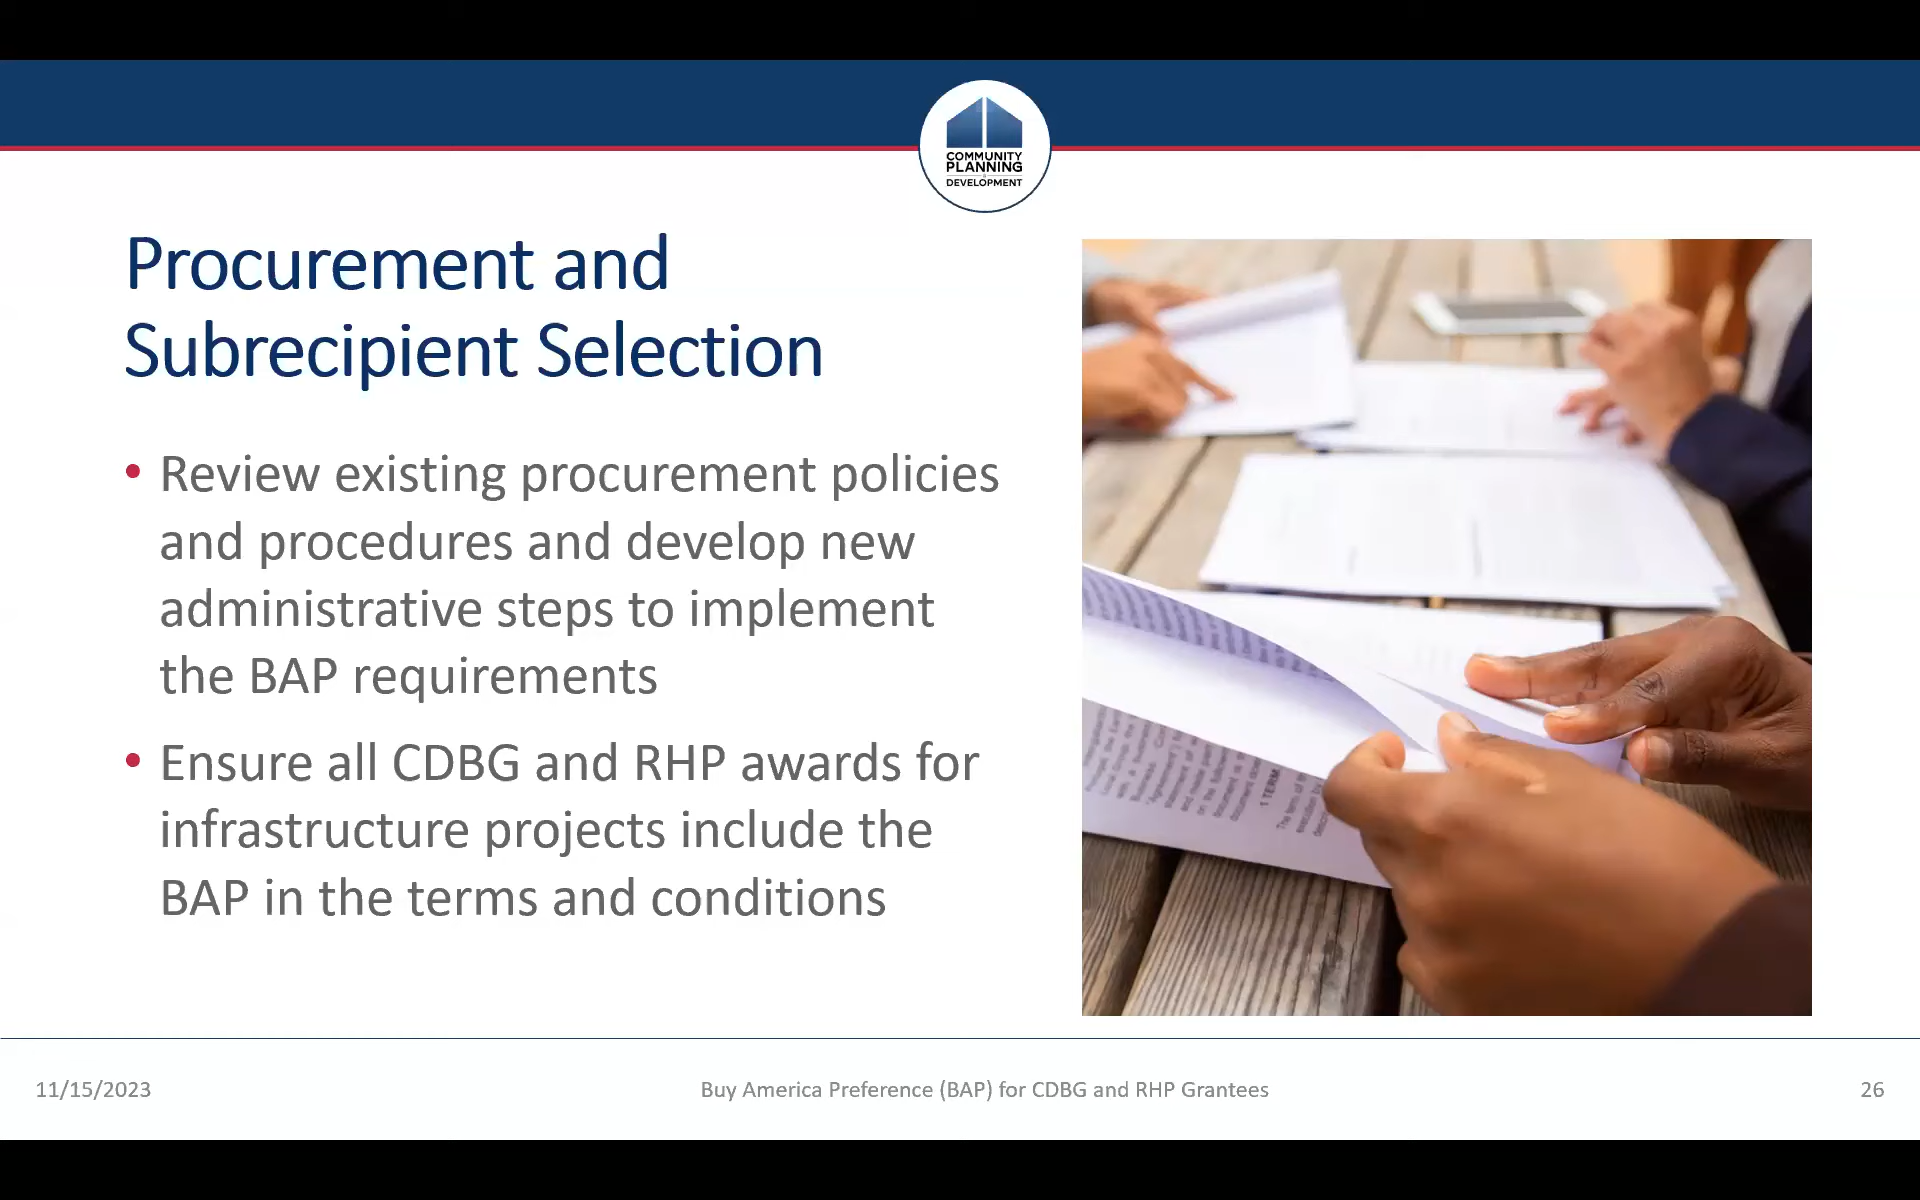 COMMUNITY
PLANNING
DEVELOPMENT
Procurement and
Subrecipient Selection
• Review existing procurement policies
and procedures and develop new
administrative steps to implement
the BAP requirements
• Ensure all CDBG and RHP awards for
infrastructure projects include the
BAP in the terms and conditions
1 TERM
11/15/2023
Buy America Preference (BAP) for CDBG and RHP Grantees
26